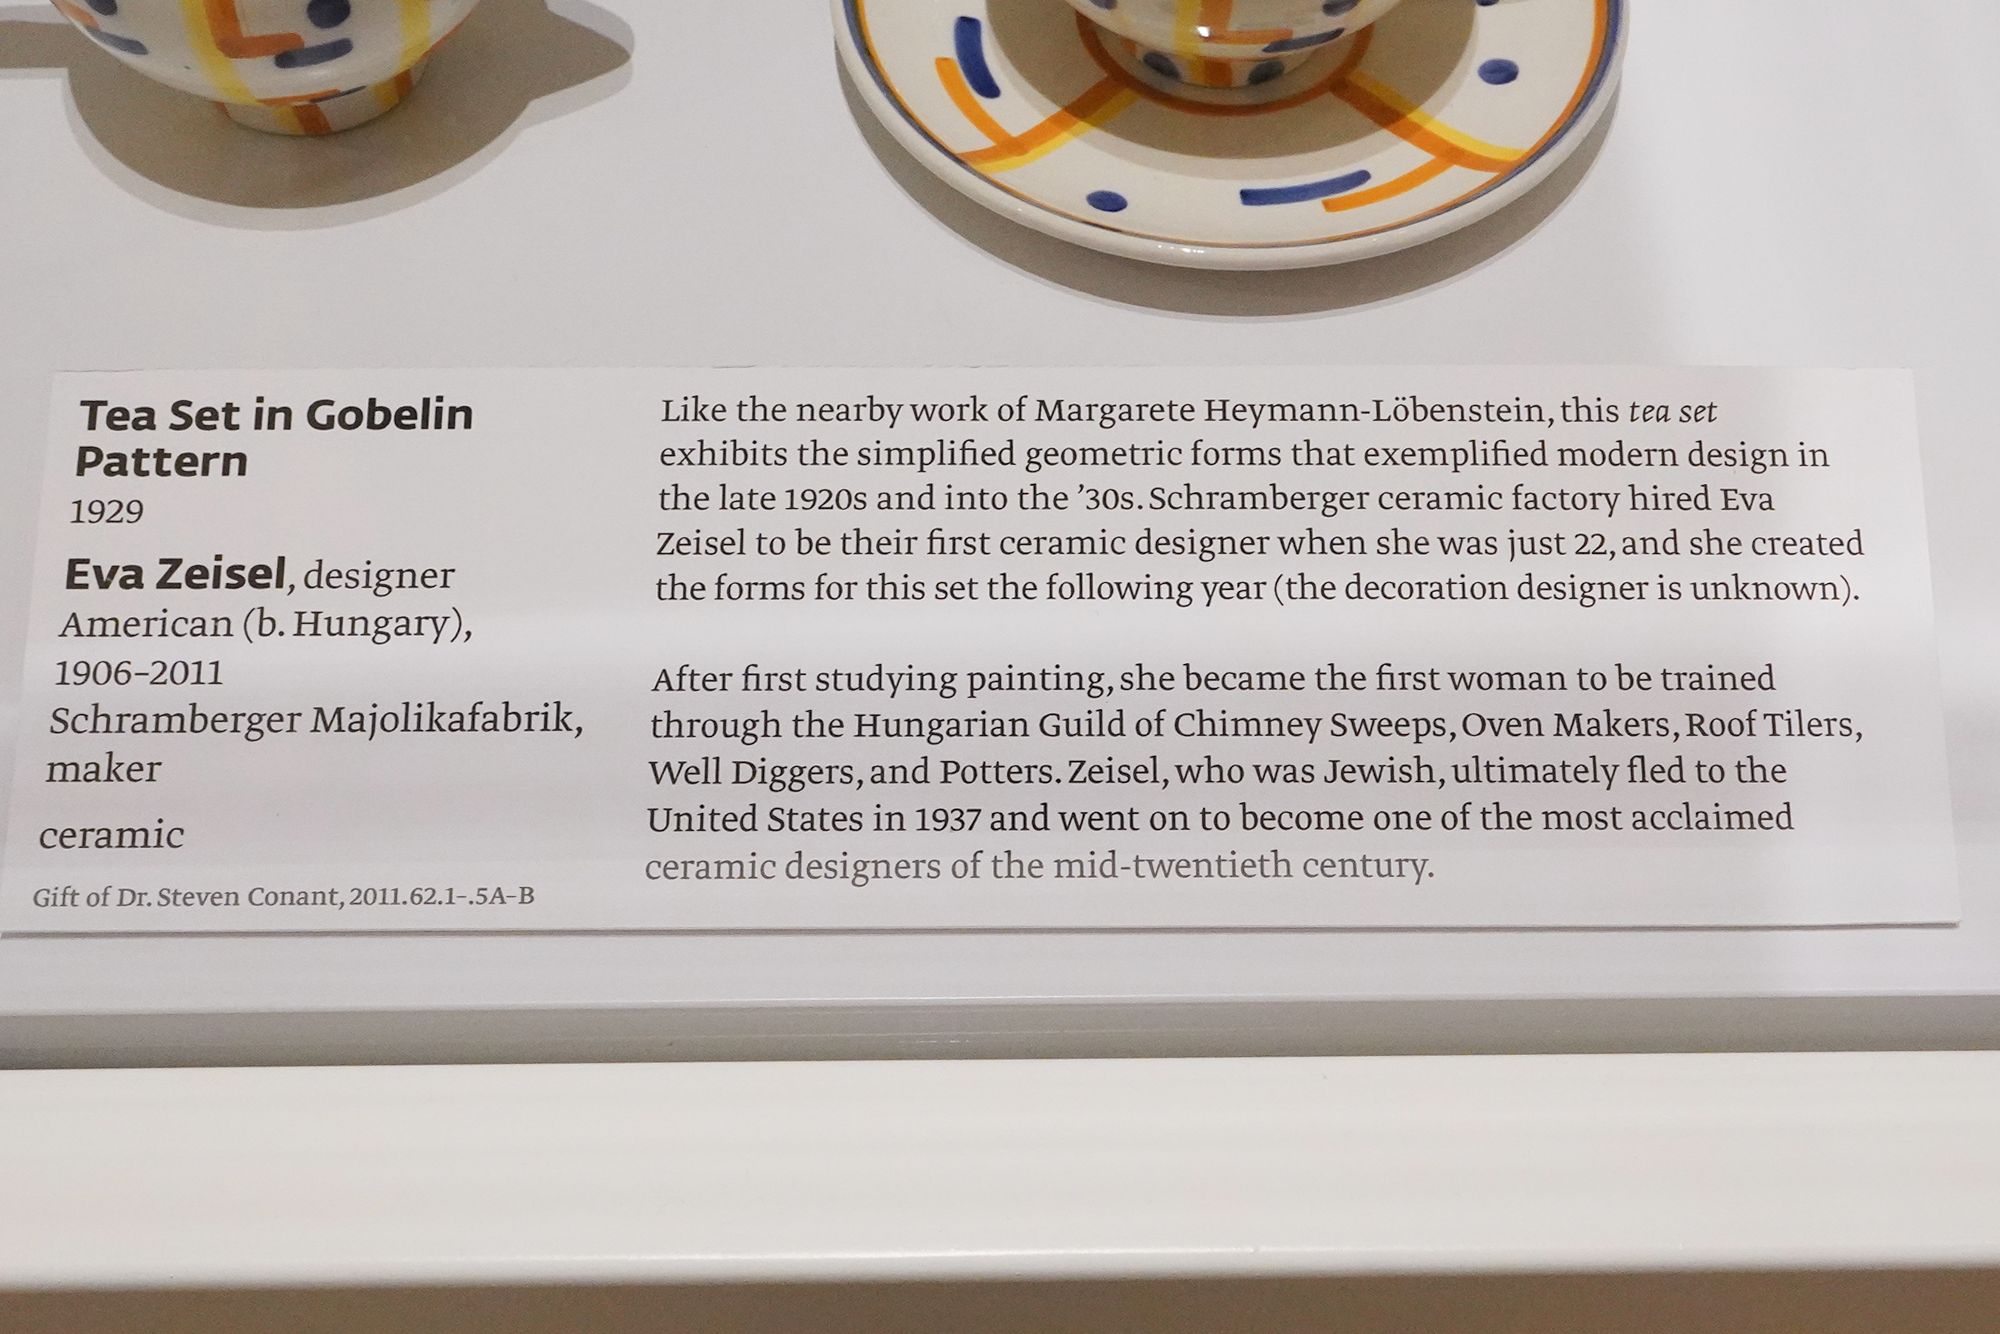 Tea Set in Gobelin
Pattern
1929
Eva Zeisel, designer
American (b. Hungary),
1906–2011
Schramberger Majolikafabrik,
maker
ceramic
Gift of Dr. Steven Conant, 2011.62.1–.5A–B
Like the nearby work of Margarete Heymann-Löbenstein, this tea set
exhibits the simplified geometric forms that exemplified modern design in
the late 1920s and into the ’30s. Schramberger ceramic factory hired Eva
Zeisel to be their first ceramic designer when she was just 22, and she created
the forms for this set the following year (the decoration designer is unknown).
After first studying painting, she became the first woman to be trained
through the Hungarian Guild of Chimney Sweeps, Oven Makers, Roof Tilers,
Well Diggers, and Potters. Zeisel, who was Jewish, ultimately fled to the
United States in 1937 and went on to become one of the most acclaimed
ceramic designers of the mid-twentieth century.